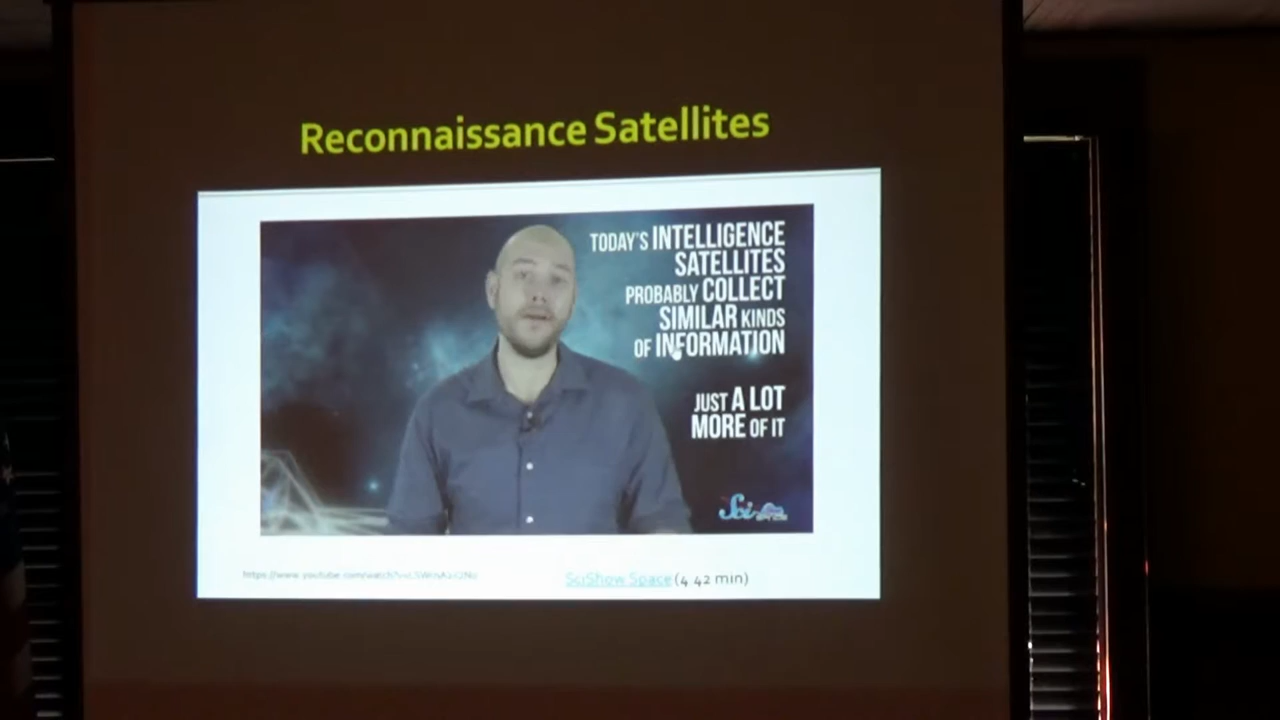 Reconnaissance Satellites
TODAY'S INTELLIGENCE
SATELLITES
PROBABLY COLLECT
SIMILAR KINDS
OF INFORMATION
JUST A LOT
MORE OF IT
Sci
SciShow Space (4 42 min)